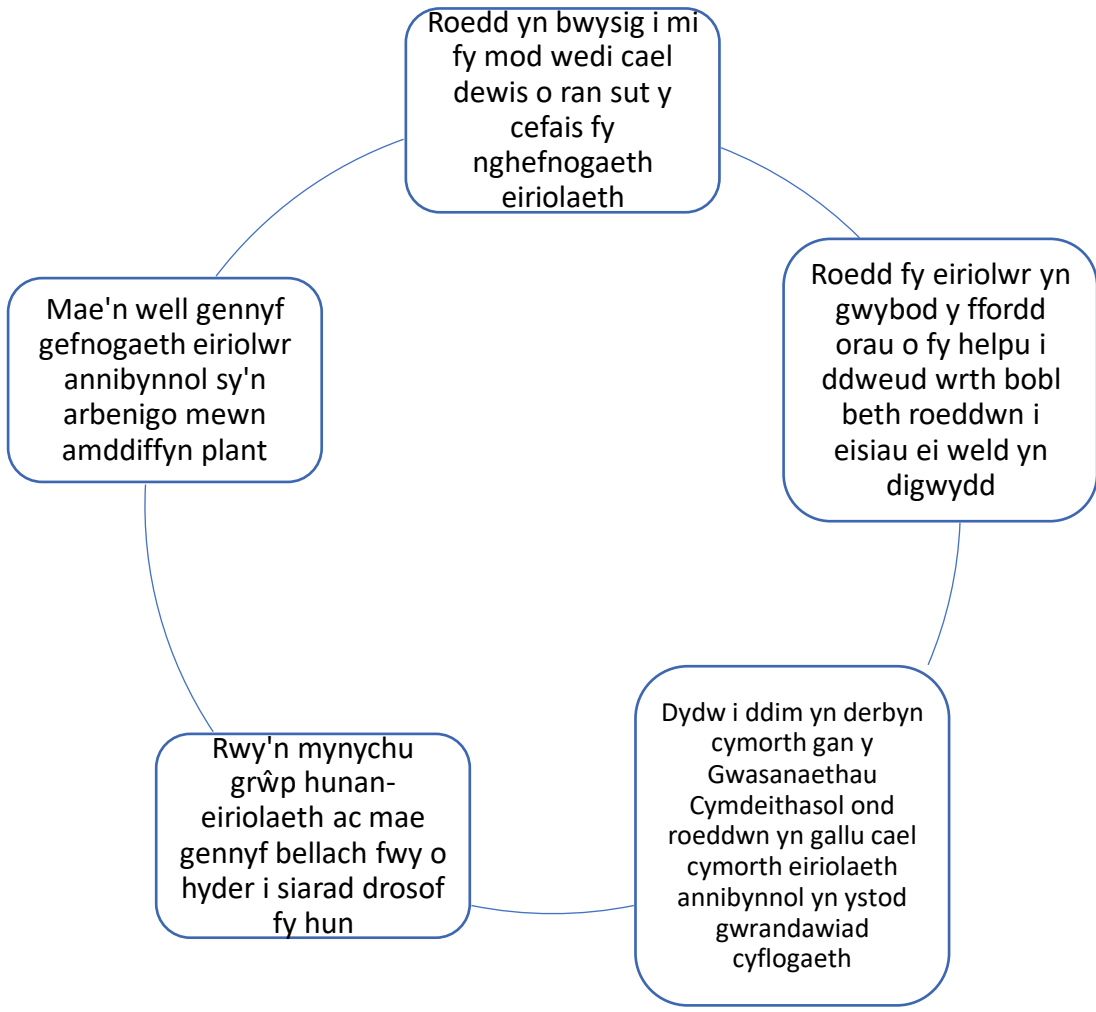 Roedd yn bwysig i mi
fy mod wedi cael
dewis o ran sut y
cefais fy
nghefnogaeth
eiriolaeth
Roedd fy eiriolwr yn
gwybod y ffordd
orau o fy helpu i
ddweud wrth bobl
beth roeddwn i
eisiau ei weld yn
digwydd
Dydw i ddim yn derbyn
cymorth gan y
Gwasanaethau
Cymdeithasol ond
roeddwn yn gallu cael
cymorth eiriolaeth
annibynnol yn ystod
gwrandawiad
cyflogaeth
Rwy'n mynychu
grŵp hunan-
eiriolaeth ac mae
gennyf bellach fwy o
hyder i siarad drosof
fy hun
Mae'n well gennyf
gefnogaeth eiriolwr
annibynnol sy'n
arbenigo mewn
amddiffyn plant